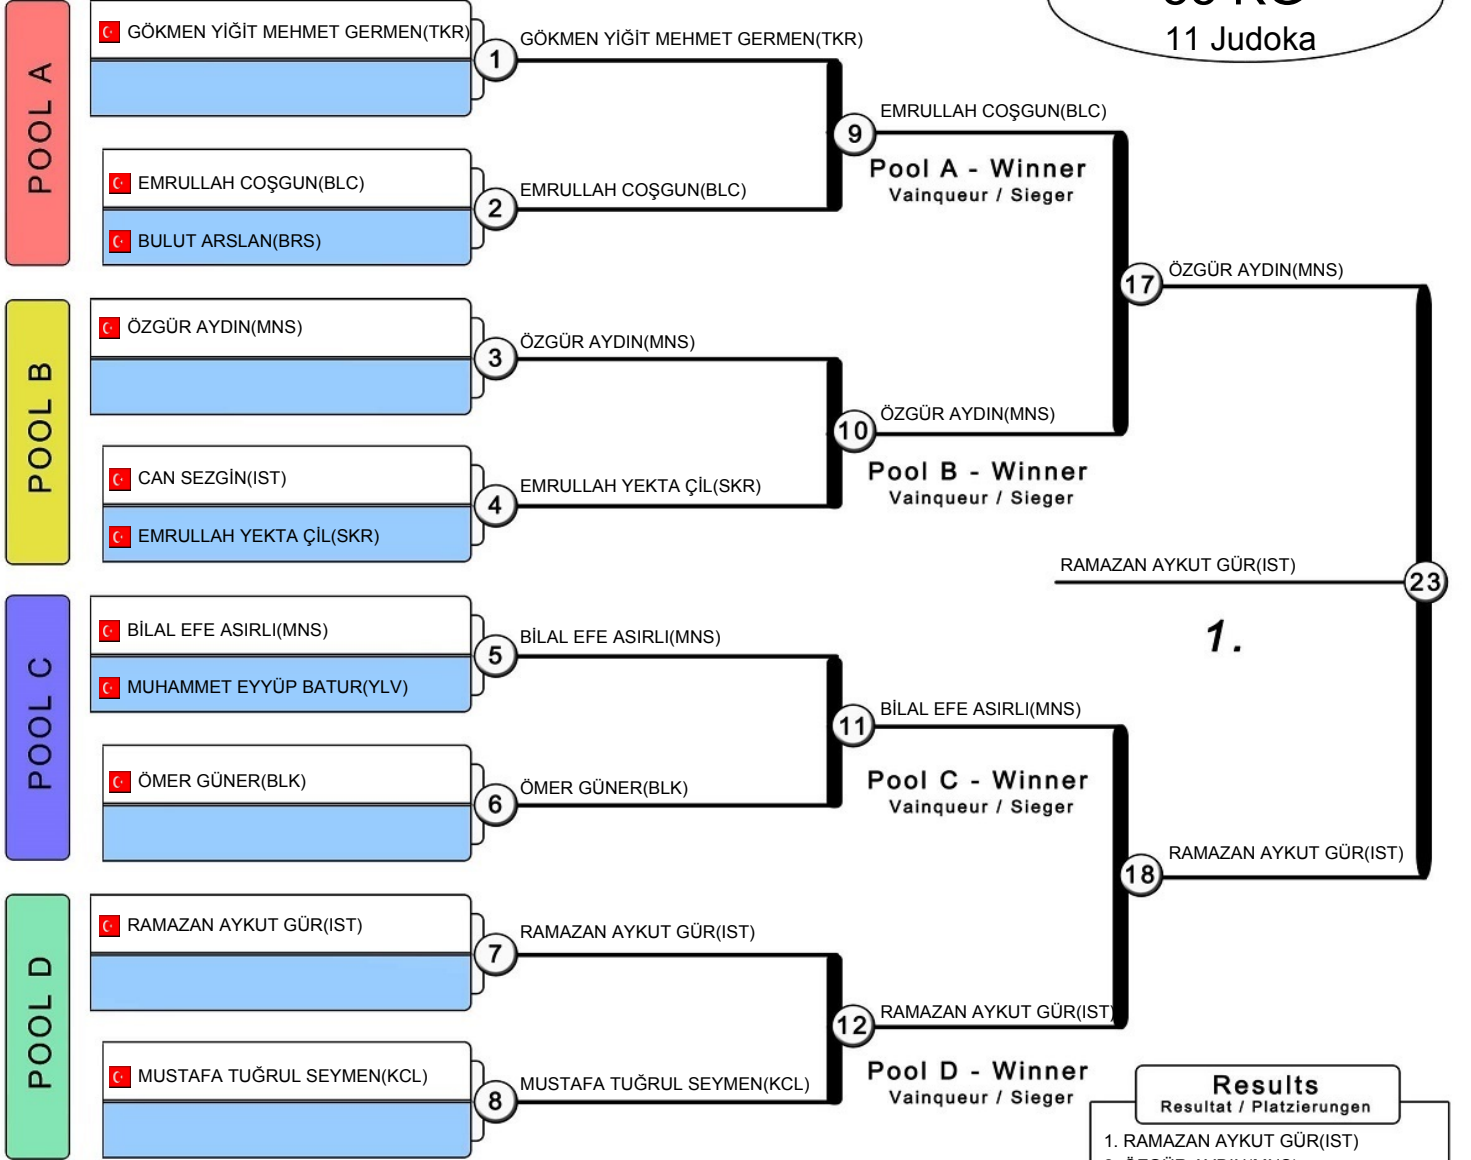 KG
11 Judoka
POOL A
GÖKMEN YİĞİT MEHMET GERMEN(TKR)
1
GÖKMEN YİĞİT MEHMET GERMEN(TKR)
EMRULLAH COŞGUN(BLC)
BULUT ARSLAN(BRS)
2
EMRULLAH COŞGUN(BLC)
9
EMRULLAH COŞGUN(BLC)
Pool A - Winner
Vainqueur / Sieger
POOL B
ÖZGÜR AYDIN(MNS)
3
ÖZGÜR AYDIN(MNS)
CAN SEZGİN(IST)
EMRULLAH YEKTA ÇİL(SKR)
4
EMRULLAH YEKTA ÇİL(SKR)
10
ÖZGÜR AYDIN(MNS)
Pool B - Winner
Vainqueur / Sieger
17
ÖZGÜR AYDIN(MNS)
RAMAZAN AYKUT GÜR(IST)
23
1.
POOL C
BİLAL EFE ASIRLI(MNS)
MUHAMMET EYYÜP BATUR(YLV)
5
BİLAL EFE ASIRLI(MNS)
ÖMER GÜNER(BLK)
6
ÖMER GÜNER(BLK)
11
BİLAL EFE ASIRLI(MNS)
Pool C - Winner
Vainqueur / Sieger
18
RAMAZAN AYKUT GÜR(IST)
POOL D
RAMAZAN AYKUT GÜR(IST)
7
RAMAZAN AYKUT GÜR(IST)
MUSTAFA TUĞRUL SEYMEN(KCL)
8
MUSTAFA TUĞRUL SEYMEN(KCL)
12
RAMAZAN AYKUT GÜR(IST)
Pool D - Winner
Vainqueur / Sieger
Results
Resultat / Platzierungen
1. RAMAZAN AYKUT GÜR(IST)
2. ÖZGÜR AYDIN(MNS)